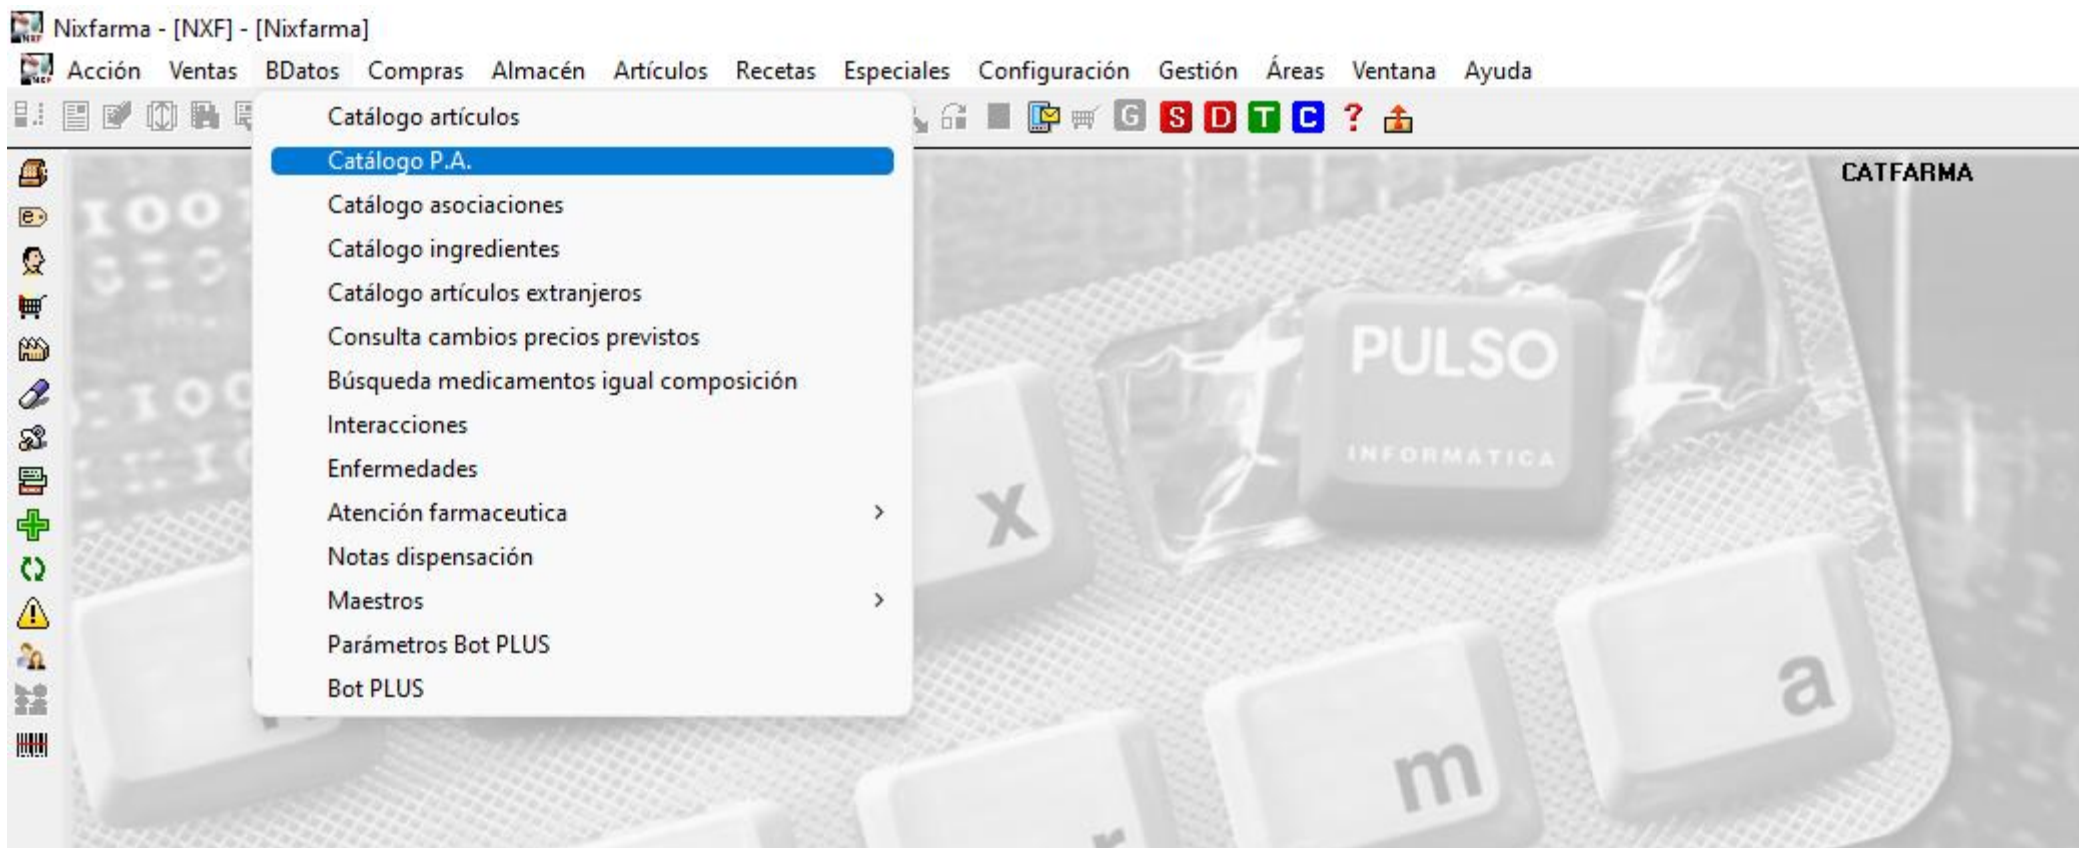 Nixfarma - [NXF] - [Nixfarma]
Acción Ventas BDatos Compras Almacén Artículos Recetas Especiales Configuración Gestión Áreas Ventana Ayuda
G S D T C ?
Catálogo artículos
Catálogo P.A.
CATFARMA
Catálogo asociaciones
Catálogo ingredientes
Catálogo artículos extranjeros
Consulta cambios precios previstos
Búsqueda medicamentos igual composición
Interacciones
Enfermedades
Atención farmaceutica
Notas dispensación
Maestros
Parámetros Bot PLUS
Bot PLUS
PULSO
INFORMATICA
x
a
m
r